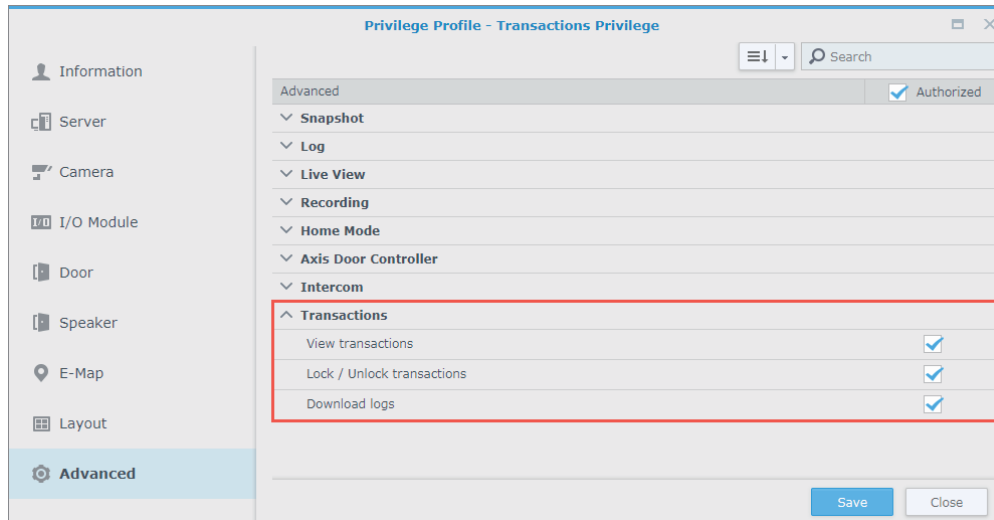 Privilege Profile - Transactions Privilege
Information
Server
Camera
I/O Module
Door
Speaker
E-Map
Layout
Advanced
Search
Advanced Authorized
Snapshot
Log
Live View
Recording
Home Mode
Axis Door Controller
Intercom
Transactions
View transactions
Lock / Unlock transactions
Download logs
Save Close